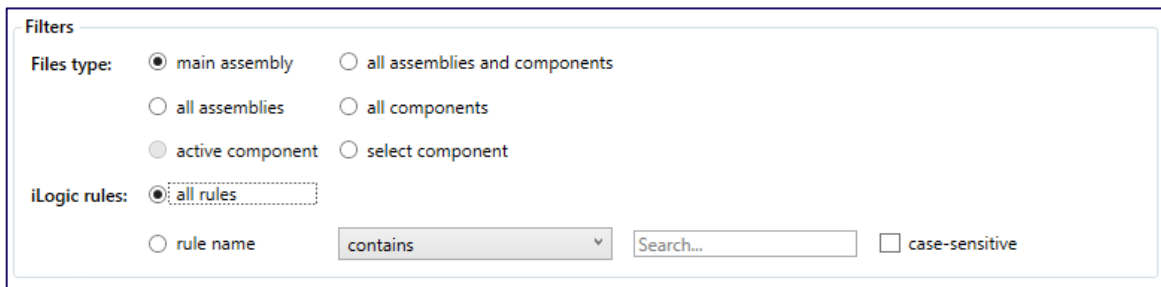 Filters
Files type: main assembly all assemblies and components
all assemblies all components
active component select component
iLogic rules: all rules
rule name contains Search... case-sensitive